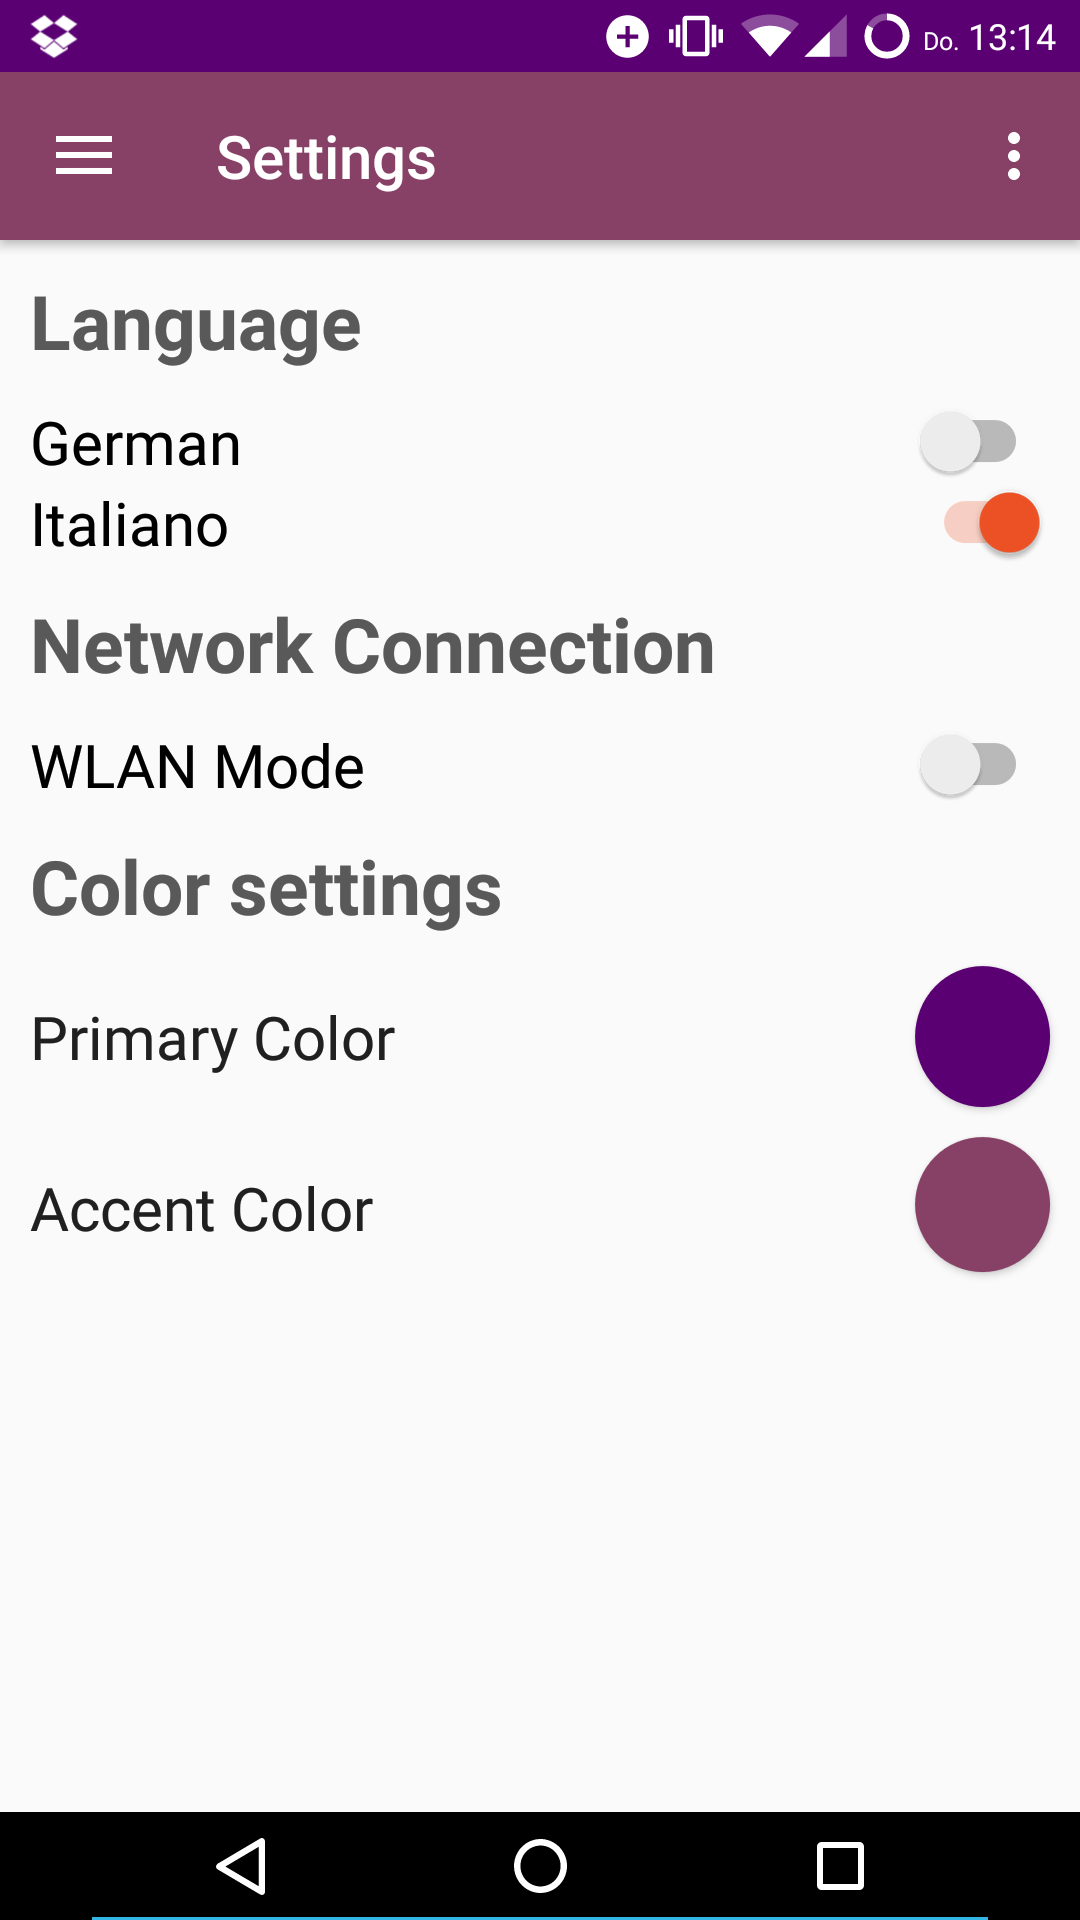 Do. 13:14
Settings
Language
German
Italiano
Network Connection
WLAN Mode
Color settings
Primary Color
Accent Color